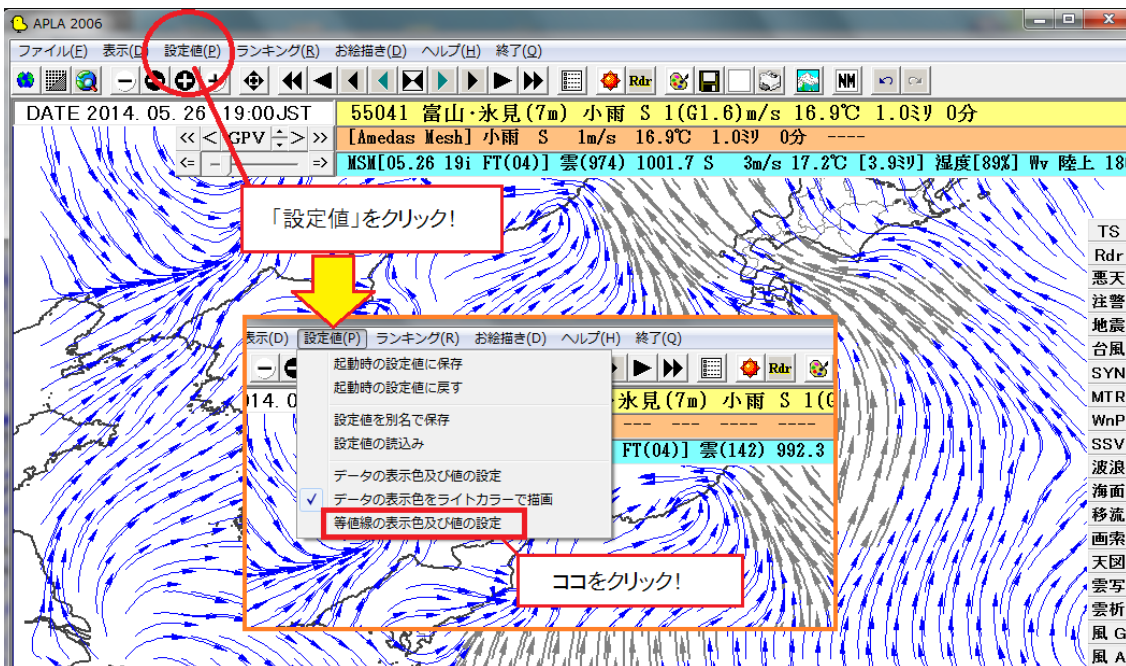 APLA 2006
ファイル(F) 表示(D) 設定値(P) ランキング(R) お絵描き(D) ヘルプ(H) 終了(Q)
Rdr NM
DATE 2014. 05. 26 19:00JST
55041 富山・氷見(7m) 小雨 S 1(G1.6)m/s 16.9℃ 1.0ミリ 0分
<< < GPV > >>
[Amedas Mesh] 小雨 S 1m/s 16.9℃ 1.0ミリ 0分 ----
<= - =>
MSM[05.26 19i FT(04)] 雲(974) 1001.7 S 3m/s 17.2℃ [3.9ミリ] 湿度[89%] Wv 陸上 18
「設定値」をクリック!
表示(D) 設定値(P) ランキング(R) お絵描き(D) ヘルプ(H) 終了(Q)
起動時の設定値に保存
起動時の設定値に戻す
設定値を別名で保存
設定値の読込み
データの表示色及び値の設定
✓ データの表示色をライトカラーで描画
等値線の表示色及び値の設定
Rdr
014. 0
氷見(7m) 小雨 S 1(G
--- --- ---- ----
FT(04)] 雲(142) 992.3
ココをクリック!
TS
Rdr
悪天
注警
地震
台風
SYN
MTR
WnP
SSV
波浪
海面
移流
画索
天図
雲写
雲析
風 G
風 A